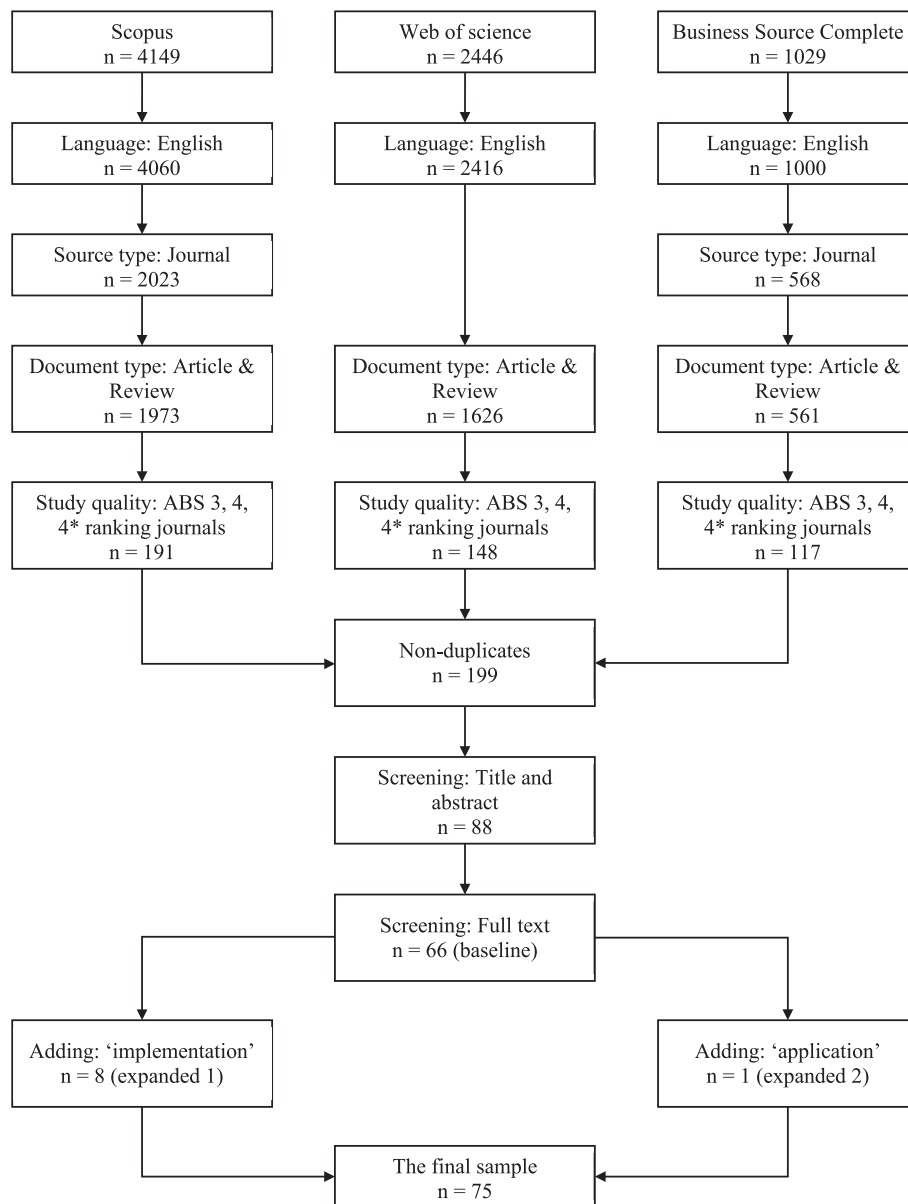 Scopus
n = 4149
Web of science
n = 2446
Business Source Complete
n = 1029
Language: English
n = 4060
Language: English
n = 2416
Language: English
n = 1000
Source type: Journal
n = 2023
Source type: Journal
n = 568
Document type: Article &
Review
n = 1973
Document type: Article &
Review
n = 1626
Document type: Article &
Review
n = 561
Study quality: ABS 3, 4,
4* ranking journals
n = 191
Study quality: ABS 3, 4,
4* ranking journals
n = 148
Study quality: ABS 3, 4,
4* ranking journals
n = 117
Non-duplicates
n = 199
Screening: Title and
abstract
n = 88
Screening: Full text
n = 66 (baseline)
Adding: ‘implementation’
n = 8 (expanded 1)
Adding: ‘application’
n = 1 (expanded 2)
The final sample
n = 75